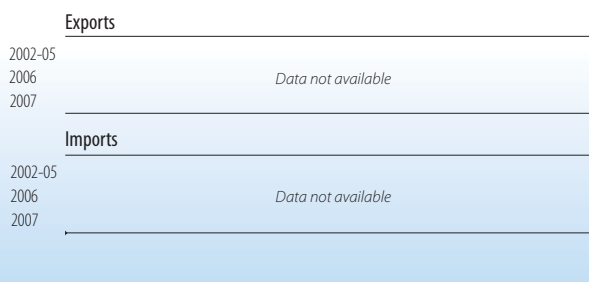 Exports
2002-05
2006 Data not available
2007
Imports
2002-05
2006 Data not available
2007